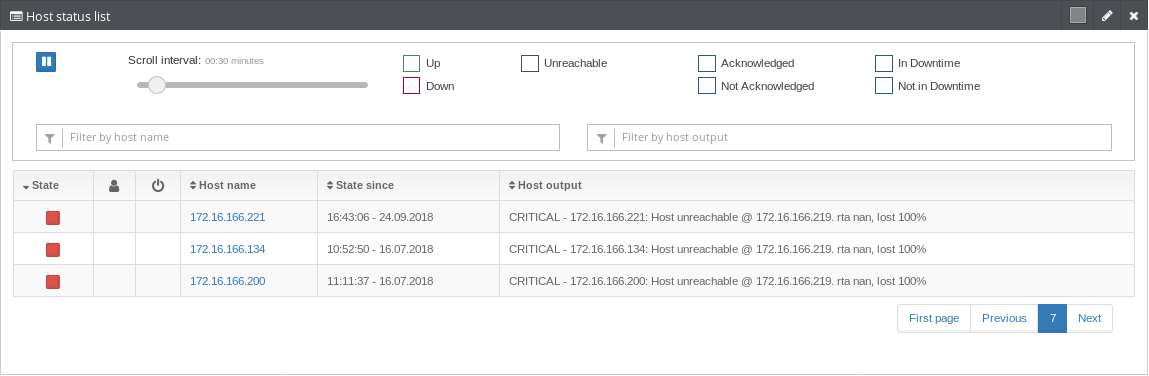 Host status list
Scroll interval: 00:30 minutes
Up
Unreachable
Acknowledged
In Downtime
Down
Not Acknowledged
Not in Downtime
Filter by host name
Filter by host output
State Host name State since Host output
172.16.166.221 16:43:06 - 24.09.2018 CRITICAL - 172.16.166.221: Host unreachable @ 172.16.166.219. rta nan, lost 100%
172.16.166.134 10:52:50 - 16.07.2018 CRITICAL - 172.16.166.134: Host unreachable @ 172.16.166.219. rta nan, lost 100%
172.16.166.200 11:11:37 - 16.07.2018 CRITICAL - 172.16.166.200: Host unreachable @ 172.16.166.219. rta nan, lost 100%
First page Previous 7 Next